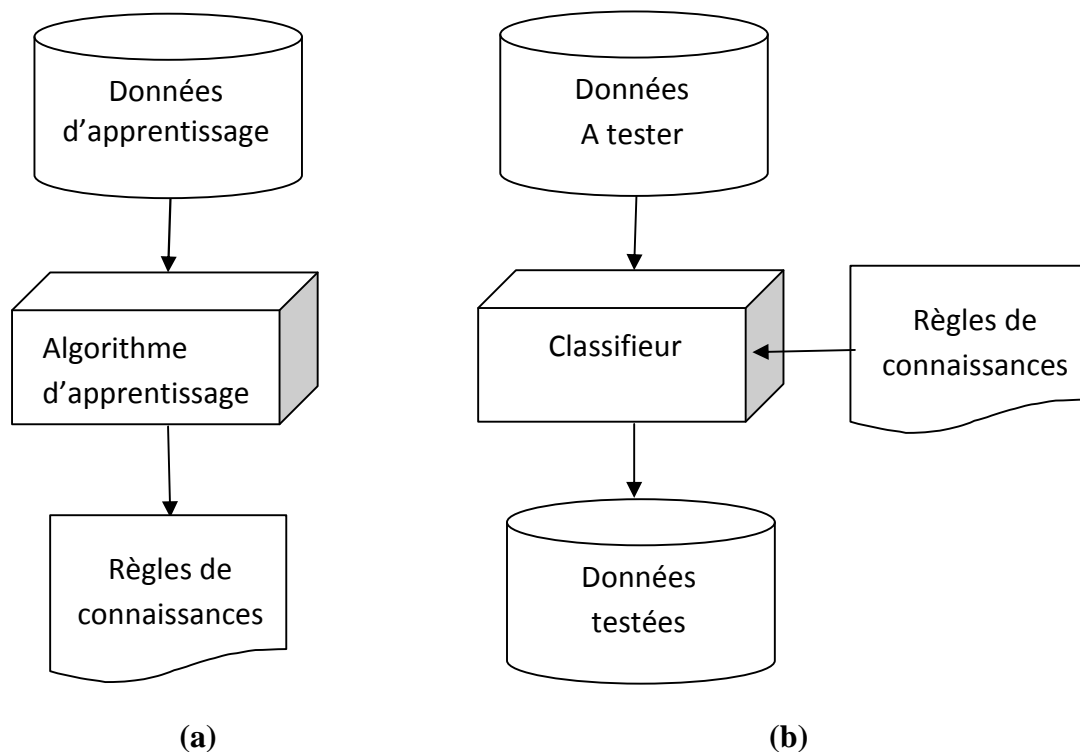 Données
d’apprentissage
Algorithme
d’apprentissage
Règles de
connaissances
(a)
Données
A tester
Classifieur
Règles de
connaissances
Données
testées
(b)